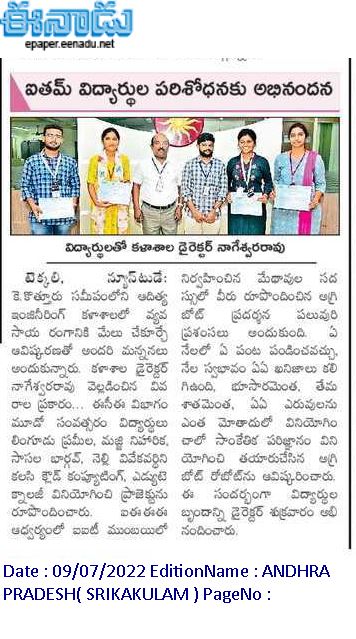 ఈనాడు
epaper.eenadu.net
ఐతమ్ విద్యార్థుల పరిశోధనకు అభినందన
విద్యార్థులతో కళాశాల డైరెక్టర్ నాగేశ్వరరావు
టెక్కలి, న్యూస్‌టుడే:
కె.కొత్తూరు సమీపంలోని ఆదిత్య
ఇంజినీరింగ్ కళాశాలలో వ్యవ
సాయ రంగానికి మేలు చేకూర్చే
ఆవిష్కరణతో అందరి మన్ననలు
అందుకున్నారు. కళాశాల డైరెక్టర్
నాగేశ్వరరావు వెల్లడించిన వివ
రాల ప్రకారం... ఈసీఈ విభాగం
మూడో సంవత్సరం విద్యార్థులు
లింగూడు ప్రమీల, మజ్జి నిహారిక,
సాసల భార్గవ్, నెల్లి వివేకవర్ధిని
కలసి క్లౌడ్ కంప్యూటింగ్, ఎడ్యుటె
క్నాలజీ వినియోగించి ప్రాజెక్టును
రూపొందించారు. ఐఈఈఈ
ఆధ్వర్యంలో ఐఐటీ ముంబయిలో
నిర్వహించిన మేథావుల సద
స్సులో వీరు రూపొందించిన అగ్రి
బోట్ ప్రదర్శన పలువురి
ప్రశంసలు అందుకుంది. ఏ
నేలలో ఏ పంట పండించవచ్చు,
నేల స్వభావం ఏఏ ఖనిజాలు కలి
గిఉంది, భూసారమెంత, తేమ
శాతమెంత, ఏఏ ఎరువులను
ఎంత మోతాదులో వినియోగిం
చాలో సాంకేతిక పరిజ్ఞానం విని
యోగించి తయారుచేసిన అగ్రి
బోట్ రోబోట్‌ను ఆవిష్కరించారు.
ఈ సందర్భంగా విద్యార్థుల
బృందాన్ని డైరెక్టర్ శుక్రవారం అభి
నందించారు.
Date : 09/07/2022 EditionName : ANDHRA
PRADESH( SRIKAKULAM ) PageNo :